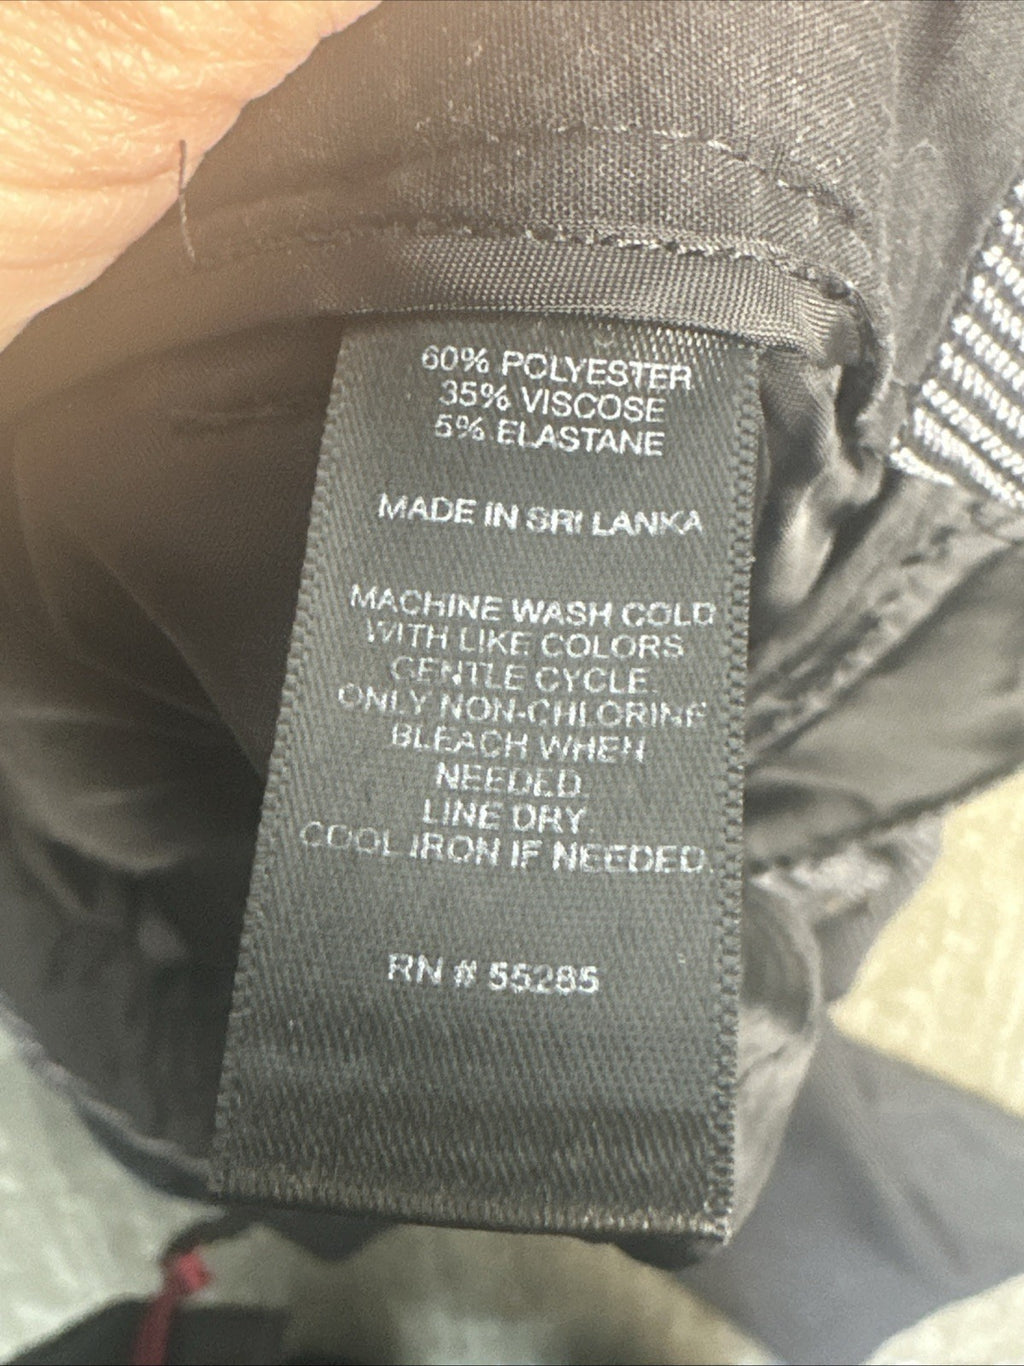 60% POLYESTER
35% VISCOSE
5% ELASTANE
MADE IN SRI LANKA
MACHINE WASH COLD
WITH LIKE COLORS
GENTLE CYCLE.
ONLY NON-CHLORINE
BLEACH WHEN
NEEDED.
LINE DRY.
COOL IRON IF NEEDED.
RN # 55285